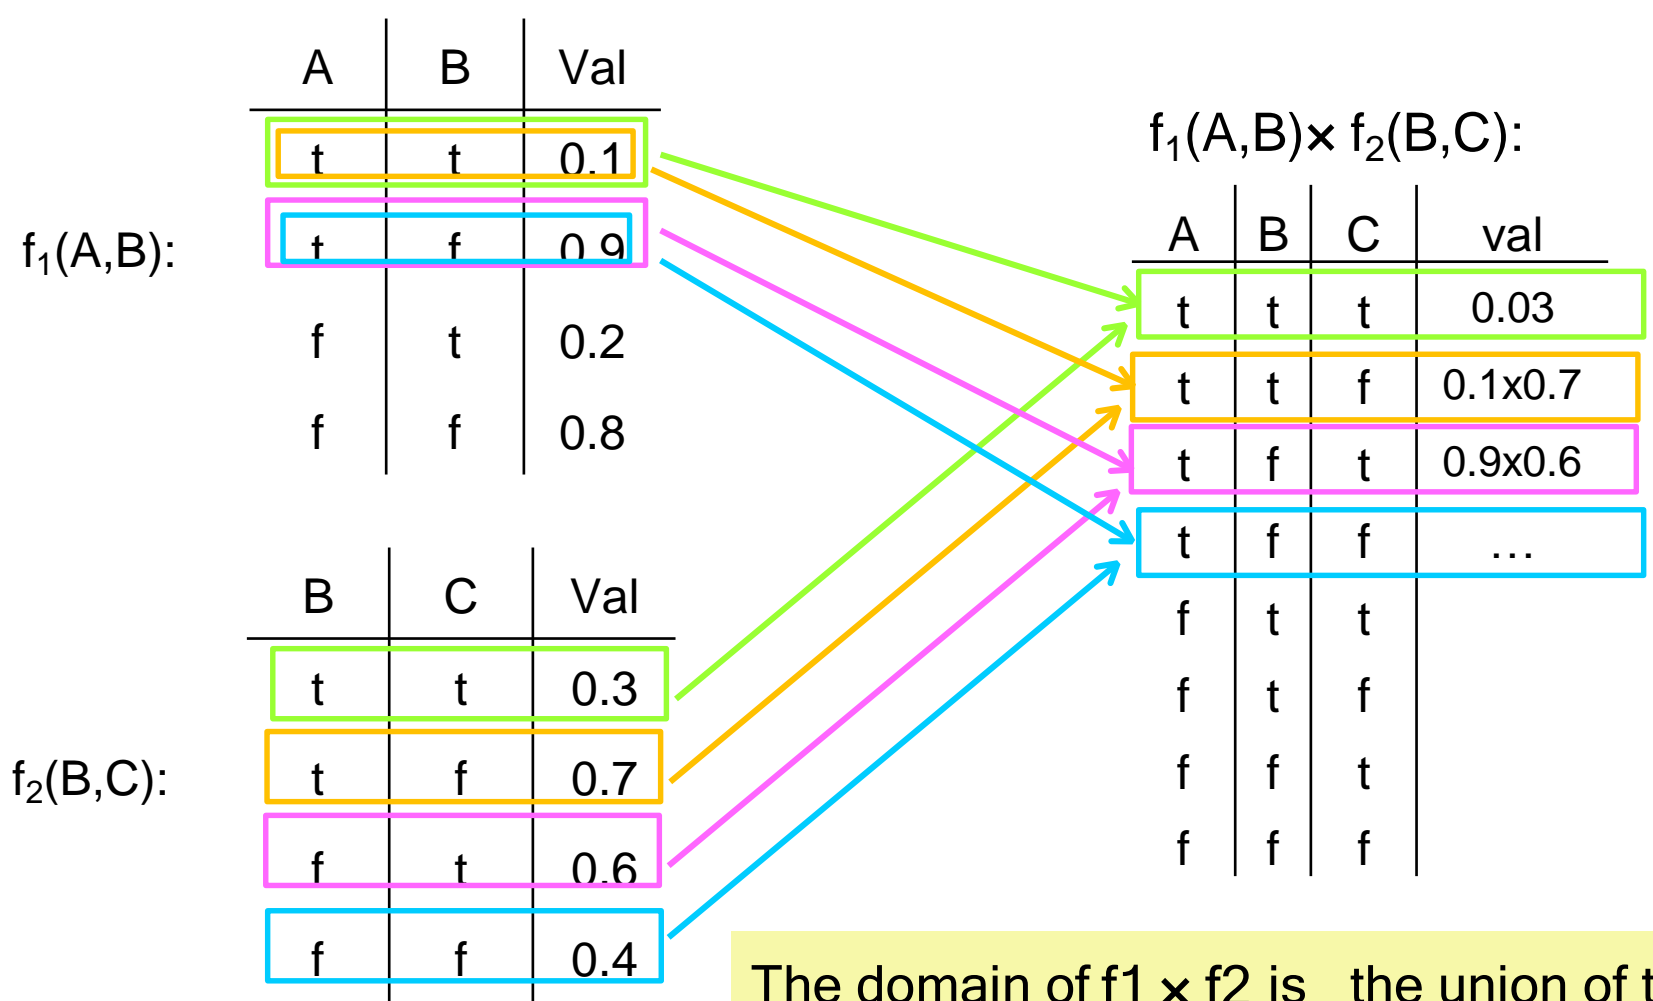 A B Val
t t 0.1
f₁(A,B): t f 0.9
f t 0.2
f f 0.8
B C Val
t t 0.3
f₂(B,C): t f 0.7
f t 0.6
f f 0.4
f₁(A,B)× f₂(B,C):
A B C val
t t t 0.03
t t f 0.1x0.7
t f t 0.9x0.6
t f f …
f t t
f t f
f f t
f f f
The domain of f1 × f2 is the union of t